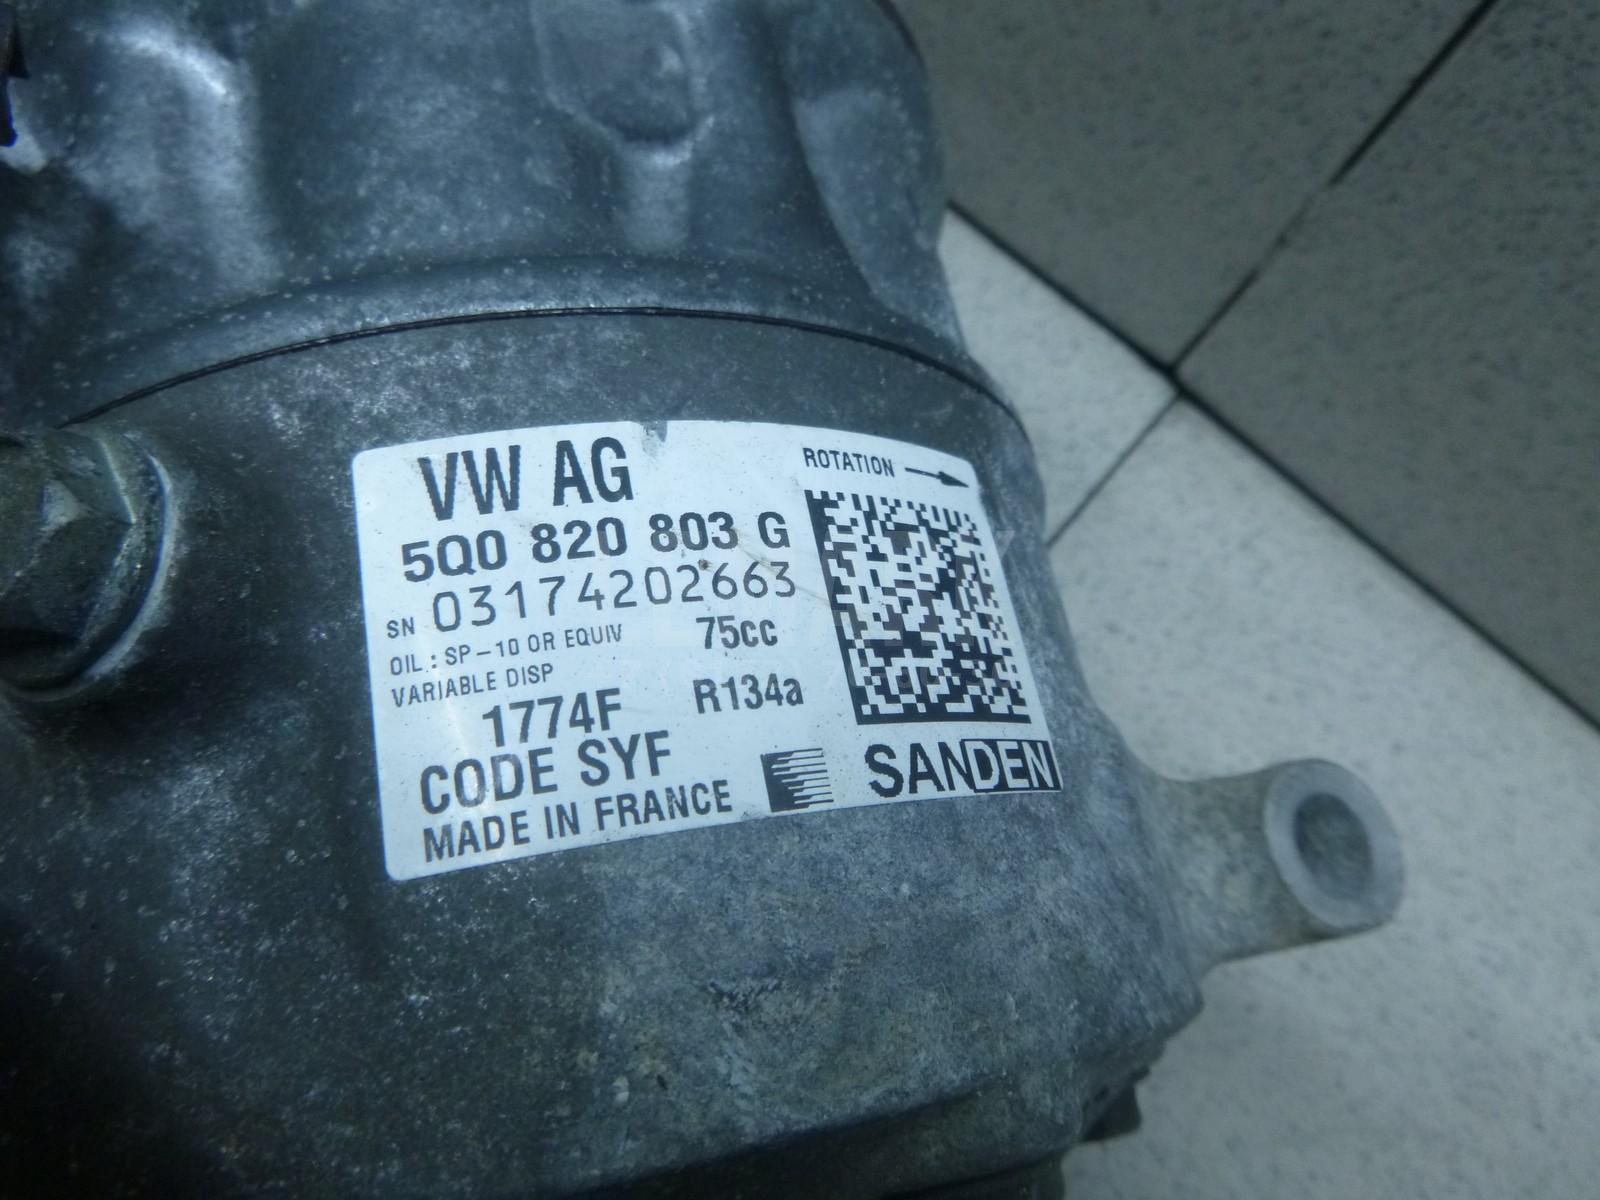 VW AG
ROTATION
5Q0 820 803 G
SN 03174202663
OIL : SP-10 OR EQUIV 75cc
VARIABLE DISP
1774F R134a
CODE SYF
MADE IN FRANCE SANDEN